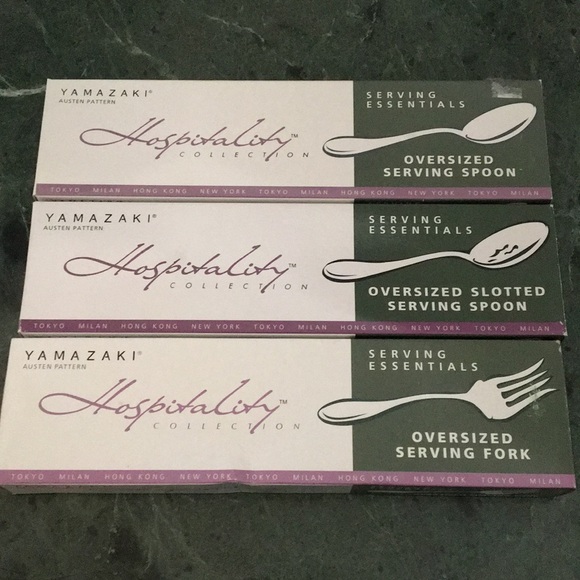 YAMAZAKI®
AUSTEN PATTERN
Hospitality™
COLLECTION
SERVING
ESSENTIALS
OVERSIZED
SERVING SPOON
TOKYO MILAN HONG KONG NEW YORK TOKYO MILAN HONG KONG NEW YORK TOKYO MILAN
YAMAZAKI®
AUSTEN PATTERN
Hospitality™
COLLECTION
SERVING
ESSENTIALS
OVERSIZED SLOTTED
SERVING SPOON
TOKYO MILAN HONG KONG NEW YORK TOKYO MILAN HONG KONG NEW YORK TOKYO MILAN
YAMAZAKI®
AUSTEN PATTERN
Hospitality™
COLLECTION
SERVING
ESSENTIALS
OVERSIZED
SERVING FORK
TOKYO MILAN HONG KONG NEW YORK TOKYO MILAN HONG KONG NEW YORK TOKYO MILAN